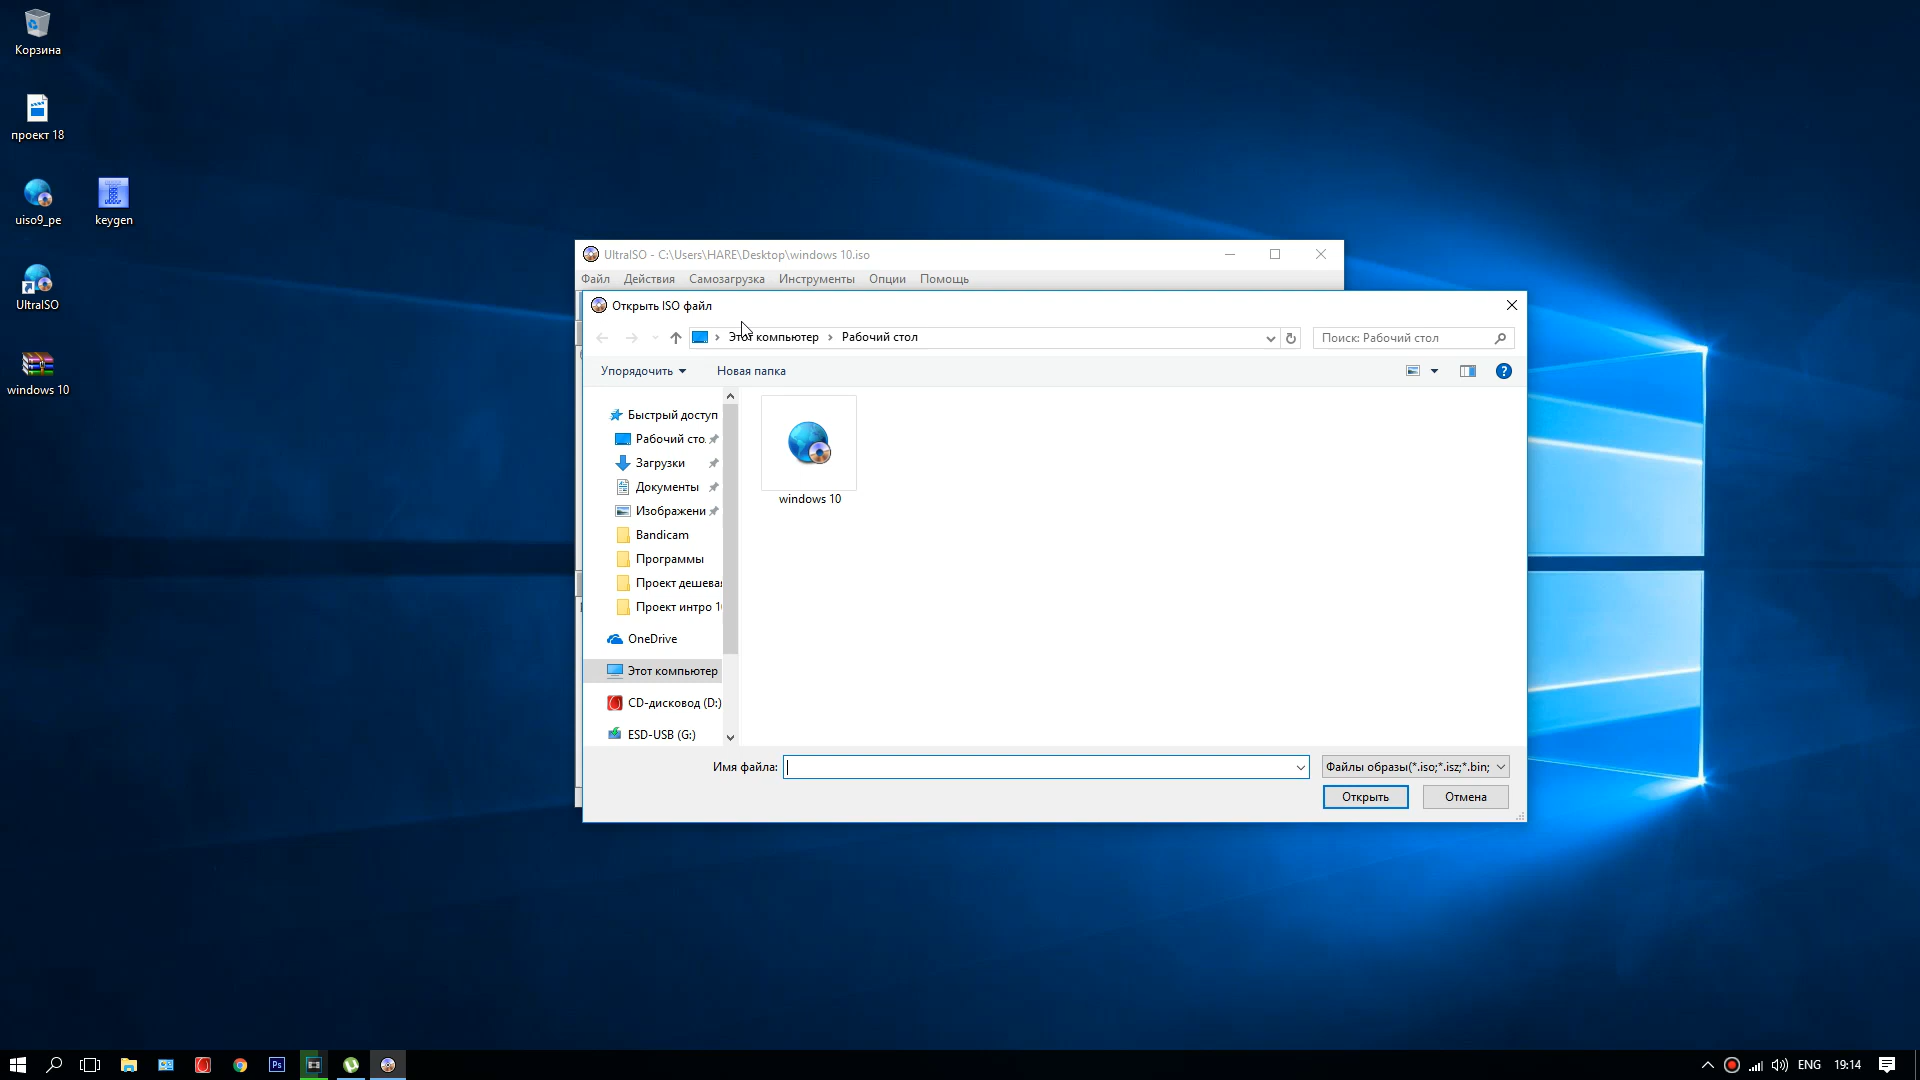 Корзина
проект 18
uiso9_pe
keygen
UltraISO
windows 10
UltraISO - C:\Users\HARE\Desktop\windows 10.iso
Файл Действия Самозагрузка Инструменты Опции Помощь
Открыть ISO файл
Этот компьютер › Рабочий стол
Поиск: Рабочий стол
Упорядочить Новая папка
Быстрый доступ
Рабочий сто
Загрузки
Документы
Изображени
Bandicam
Программы
Проект дешевая
Проект интро 1
OneDrive
Этот компьютер
CD-дисковод (D:)
ESD-USB (G:)
windows 10
Имя файла:
Файлы образы(*.iso;*.isz;*.bin;
Открыть Отмена
Ps
ENG 19:14